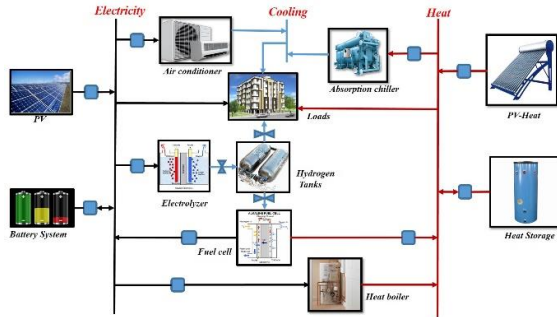 Electricity
Cooling
Heat
Air conditioner
Absorption chiller
PV
Loads
PV-Heat
Electrolyzer
Hydrogen
Tanks
Battery System
Fuel cell
Heat Storage
Heat boiler